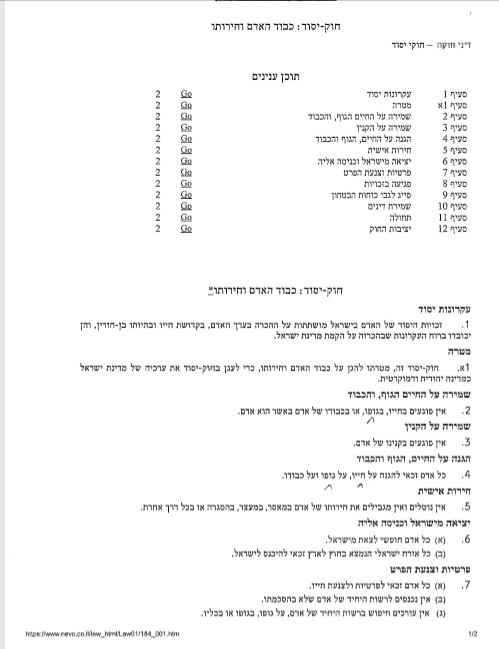 חוק-יסוד: כבוד האדם וחירותו
דיני חוקה – חוקי יסוד
תוכן ענינים
סעיף 1 עקרונות יסוד Go 2
סעיף 1א מטרה Go 2
סעיף 2 שמירה על החיים הגוף, והכבוד Go 2
סעיף 3 שמירה על הקנין Go 2
סעיף 4 הגנה על החיים, הגוף והכבוד Go 2
סעיף 5 חירות אישית Go 2
סעיף 6 יציאה מישראל וכניסה אליה Go 2
סעיף 7 פרטיות וצנעת הפרט Go 2
סעיף 8 פגיעה בזכויות Go 2
סעיף 9 סייג לגבי כוחות הבטחון Go 2
סעיף 10 שמירת דינים Go 2
סעיף 11 תחולה Go 2
סעיף 12 יציבות החוק Go 2
חוק-יסוד: כבוד האדם וחירותו*
עקרונות יסוד
1. זכויות היסוד של האדם בישראל מושתתות על ההכרה בערך האדם, בקדושת חייו ובהיותו בן-חורין, והן
יכובדו ברוח העקרונות שבהכרזה על הקמת מדינת ישראל.
מטרה
1א. חוק-יסוד זה, מטרתו להגן על כבוד האדם וחירותו, כדי לעגן בחוק-יסוד את ערכיה של מדינת ישראל
כמדינה יהודית ודמוקרטית.
שמירה על החיים הגוף, והכבוד
2. אין פוגעים בחייו, בגופו, או בכבודו של אדם באשר הוא אדם.
שמירה על הקנין
3. אין פוגעים בקנינו של אדם.
הגנה על החיים, הגוף והכבוד
4. כל אדם זכאי להגנה על חייו, על גופו ועל כבודו.
חירות אישית
5. אין נוטלים ואין מגבילים את חירותו של אדם במאסר, במעצר, בהסגרה או בכל דרך אחרת.
יציאה מישראל וכניסה אליה
6. (א) כל אדם חופשי לצאת מישראל.
(ב) כל אזרח ישראלי הנמצא בחוץ לארץ זכאי להיכנס לישראל.
פרטיות וצנעת הפרט
7. (א) כל אדם זכאי לפרטיות ולצנעת חייו.
(ב) אין נכנסים לרשות היחיד של אדם שלא בהסכמתו.
(ג) אין עורכים חיפוש ברשות היחיד של אדם, על גופו, בגופו או בכליו.
https://www.nevo.co.il/law_html/Law01/184_001.htm 1/2